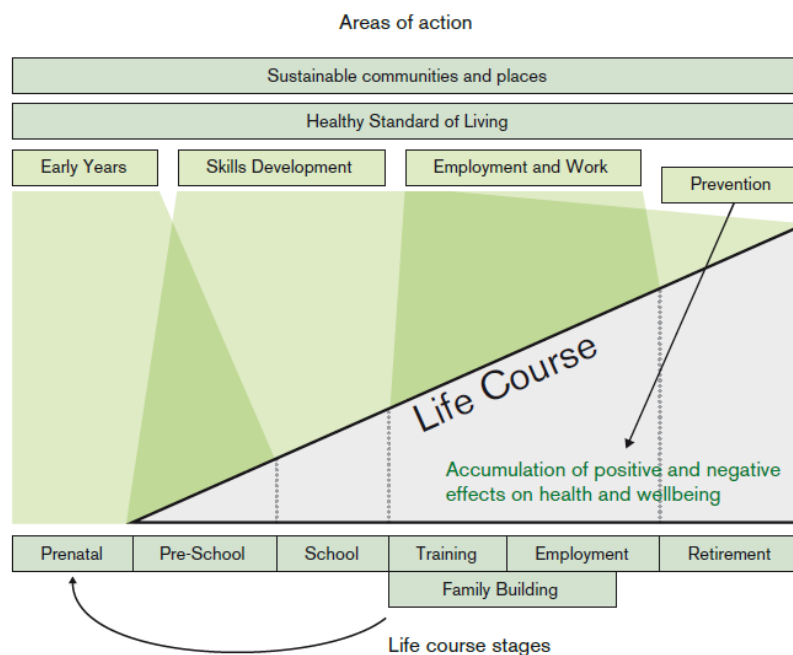 Areas of action
Sustainable communities and places
Healthy Standard of Living
Early Years
Skills Development
Employment and Work
Prevention
Life Course
Accumulation of positive and negative
effects on health and wellbeing
Prenatal
Pre-School
School
Training
Employment
Retirement
Family Building
Life course stages